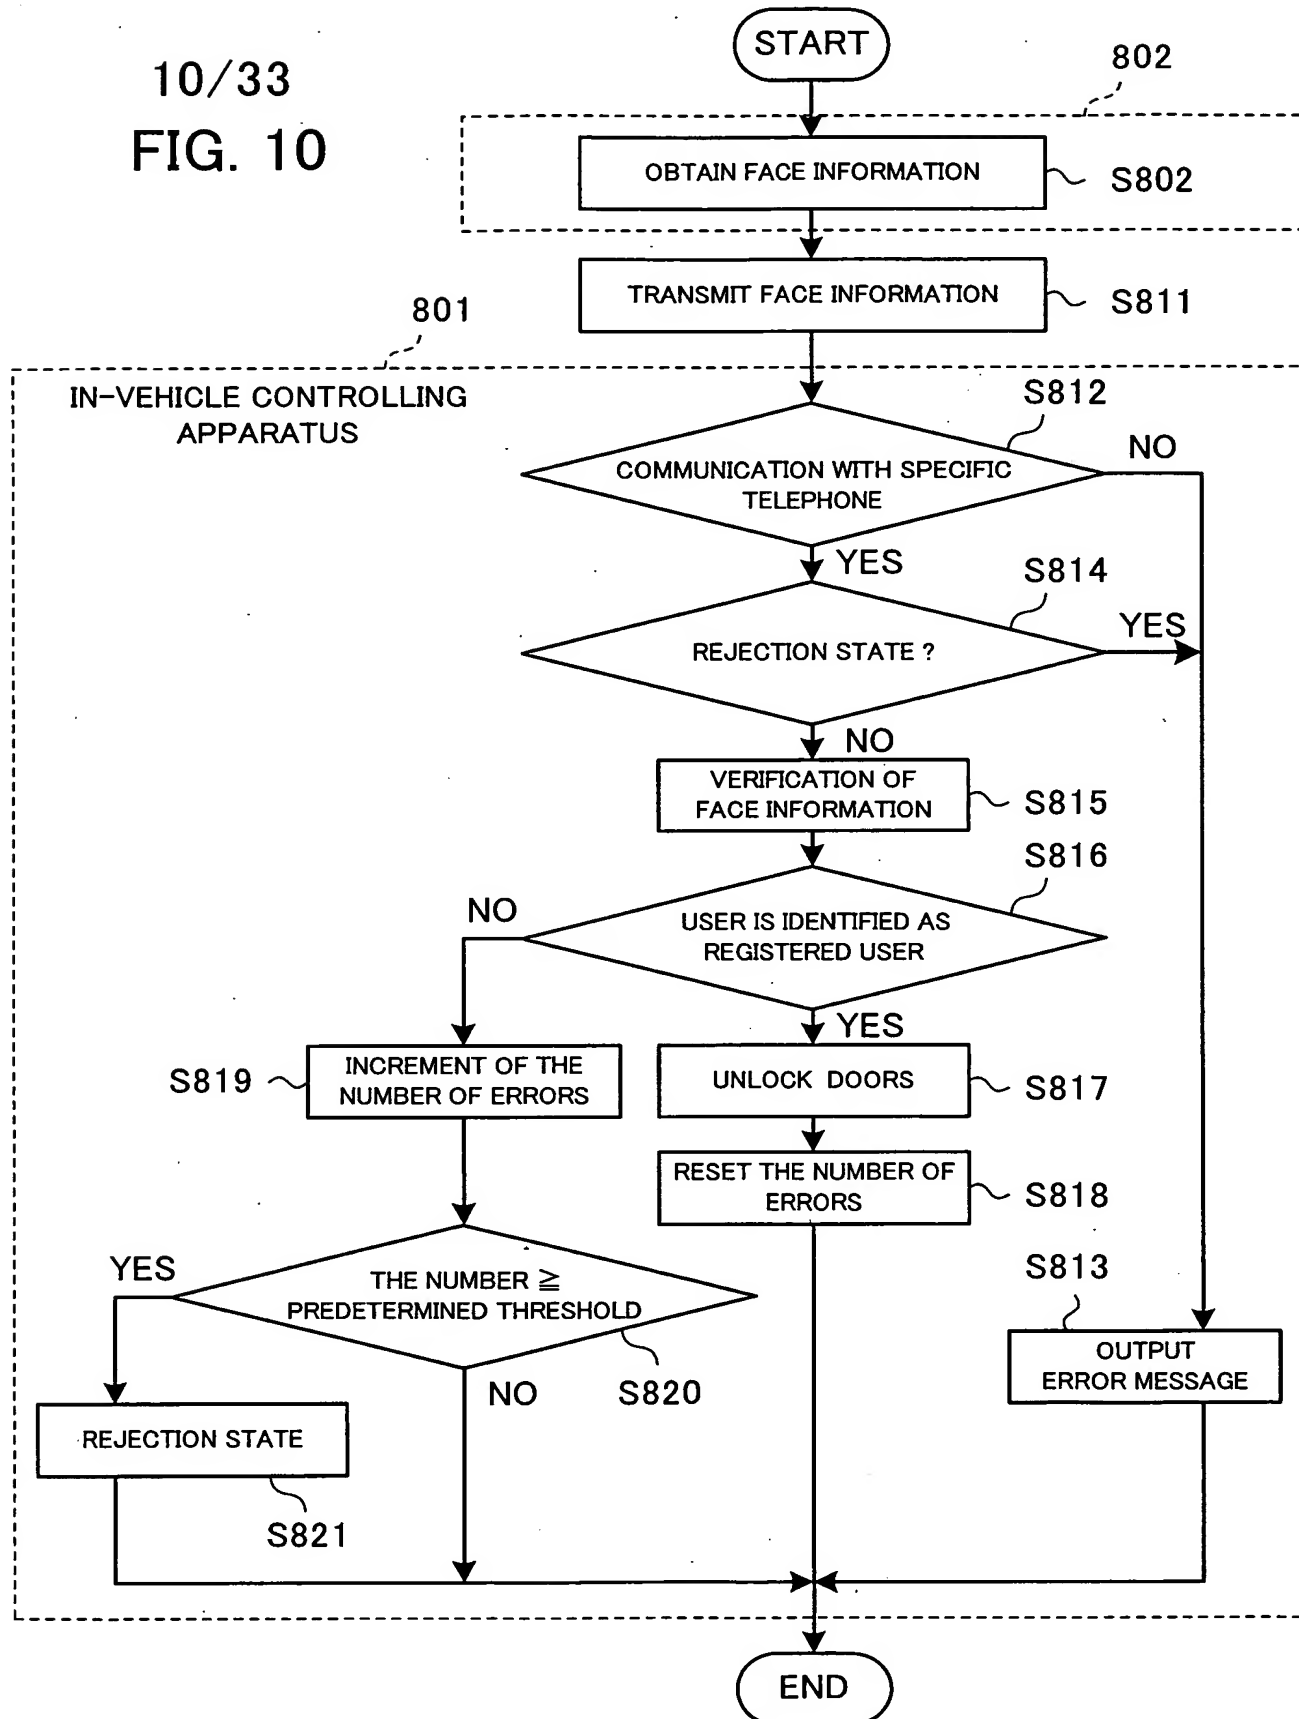 10/33
FIG. 10
START
802
OBTAIN FACE INFORMATION
S802
TRANSMIT FACE INFORMATION
S811
801
IN-VEHICLE CONTROLLING
APPARATUS
S812
NO
COMMUNICATION WITH SPECIFIC
TELEPHONE
YES
S814
YES
REJECTION STATE ?
NO
VERIFICATION OF
FACE INFORMATION
S815
S816
NO
USER IS IDENTIFIED AS
REGISTERED USER
YES
S819
INCREMENT OF THE
NUMBER OF ERRORS
UNLOCK DOORS
S817
RESET THE NUMBER OF
ERRORS
S818
YES
THE NUMBER ≧
PREDETERMINED THRESHOLD
S813
OUTPUT
ERROR MESSAGE
NO
S820
REJECTION STATE
S821
END